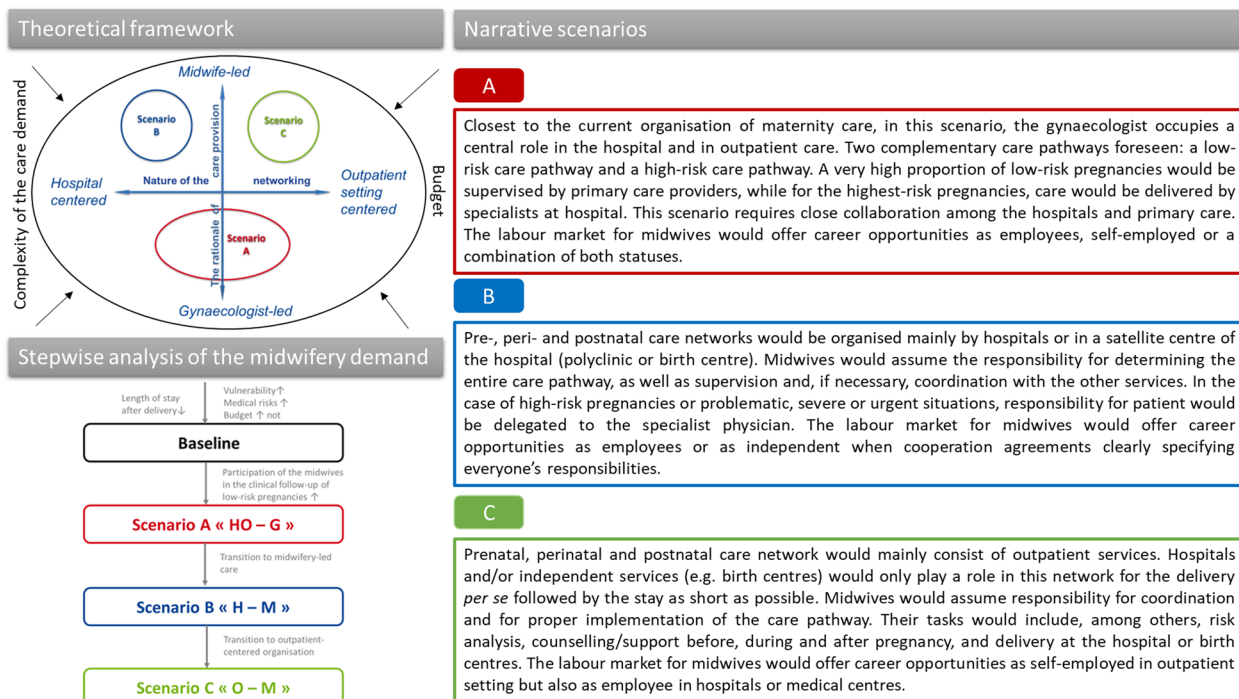 Theoretical framework
Midwife-led
Scenario
B
Scenario
C
The rationale of care provision
Hospital
centered
Nature of the networking
Outpatient
setting
centered
Scenario
A
Gynaecologist-led
Complexity of the care demand
Budget
Stepwise analysis of the midwifery demand
Length of stay
after delivery↓
Vulnerability↑
Medical risks ↑
Budget ↑ not
Baseline
Participation of the midwives
in the clinical follow-up of
low-risk pregnancies ↑
Scenario A « HO – G »
Transition to midwifery-led
care
Scenario B « H – M »
Transition to outpatient-
centered organisation
Scenario C « O – M »
Narrative scenarios
A
Closest to the current organisation of maternity care, in this scenario, the gynaecologist occupies a
central role in the hospital and in outpatient care. Two complementary care pathways foreseen: a low-
risk care pathway and a high-risk care pathway. A very high proportion of low-risk pregnancies would be
supervised by primary care providers, while for the highest-risk pregnancies, care would be delivered by
specialists at hospital. This scenario requires close collaboration among the hospitals and primary care.
The labour market for midwives would offer career opportunities as employees, self-employed or a
combination of both statuses.
B
Pre-, peri- and postnatal care networks would be organised mainly by hospitals or in a satellite centre of
the hospital (polyclinic or birth centre). Midwives would assume the responsibility for determining the
entire care pathway, as well as supervision and, if necessary, coordination with the other services. In the
case of high-risk pregnancies or problematic, severe or urgent situations, responsibility for patient would
be delegated to the specialist physician. The labour market for midwives would offer career
opportunities as employees or as independent when cooperation agreements clearly specifying
everyone's responsibilities.
C
Prenatal, perinatal and postnatal care network would mainly consist of outpatient services. Hospitals
and/or independent services (e.g. birth centres) would only play a role in this network for the delivery
per se followed by the stay as short as possible. Midwives would assume responsibility for coordination
and for proper implementation of the care pathway. Their tasks would include, among others, risk
analysis, counselling/support before, during and after pregnancy, and delivery at the hospital or birth
centres. The labour market for midwives would offer career opportunities as self-employed in outpatient
setting but also as employee in hospitals or medical centres.